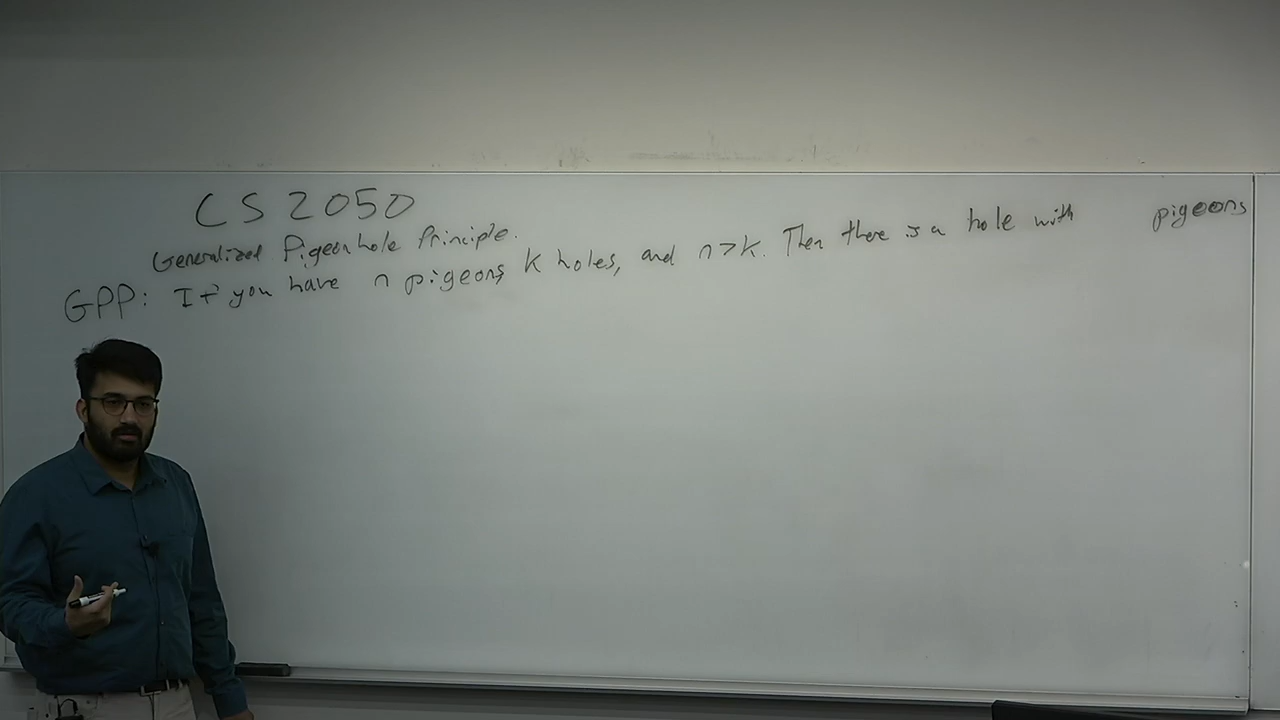 CS 2050
Generalized Pigeonhole Principle.
GPP: If you have n pigeons k holes, and n>k. Then there is a hole with pigeons